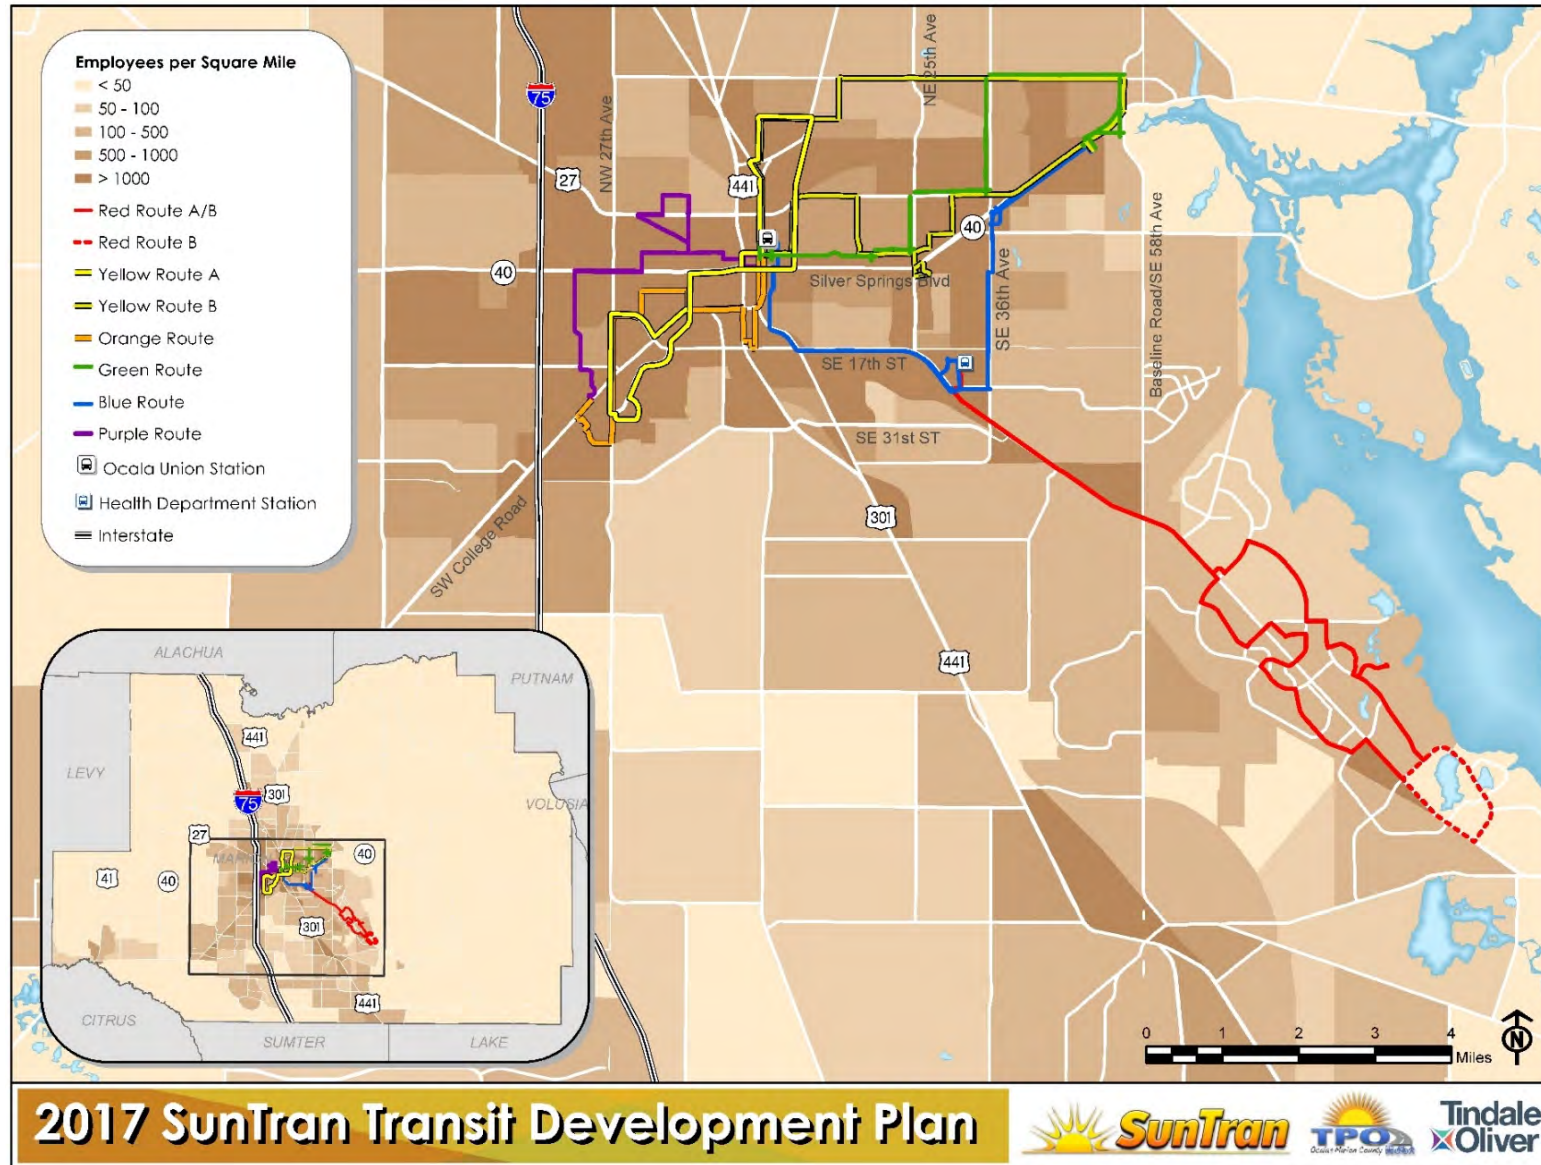 Employees per Square Mile
< 50
50 - 100
100 - 500
500 - 1000
> 1000
Red Route A/B
Red Route B
Yellow Route A
Yellow Route B
Orange Route
Green Route
Blue Route
Purple Route
Ocala Union Station
Health Department Station
Interstate
75
27
NW 27th Ave
441
NE 25th Ave
40
40
Silver Springs Blvd
SE 36th Ave
Baseline Road/SE 58th Ave
SE 17th ST
SE 31st ST
SW College Road
301
441
ALACHUA
PUTNAM
LEVY
VOLUSIA
441
301
75
27
40
41
40
301
441
CITRUS
SUMTER
LAKE
0 1 2 3 4
Miles
N
2017 SunTran Transit Development Plan
SunTran
TPO
Tindale
Oliver